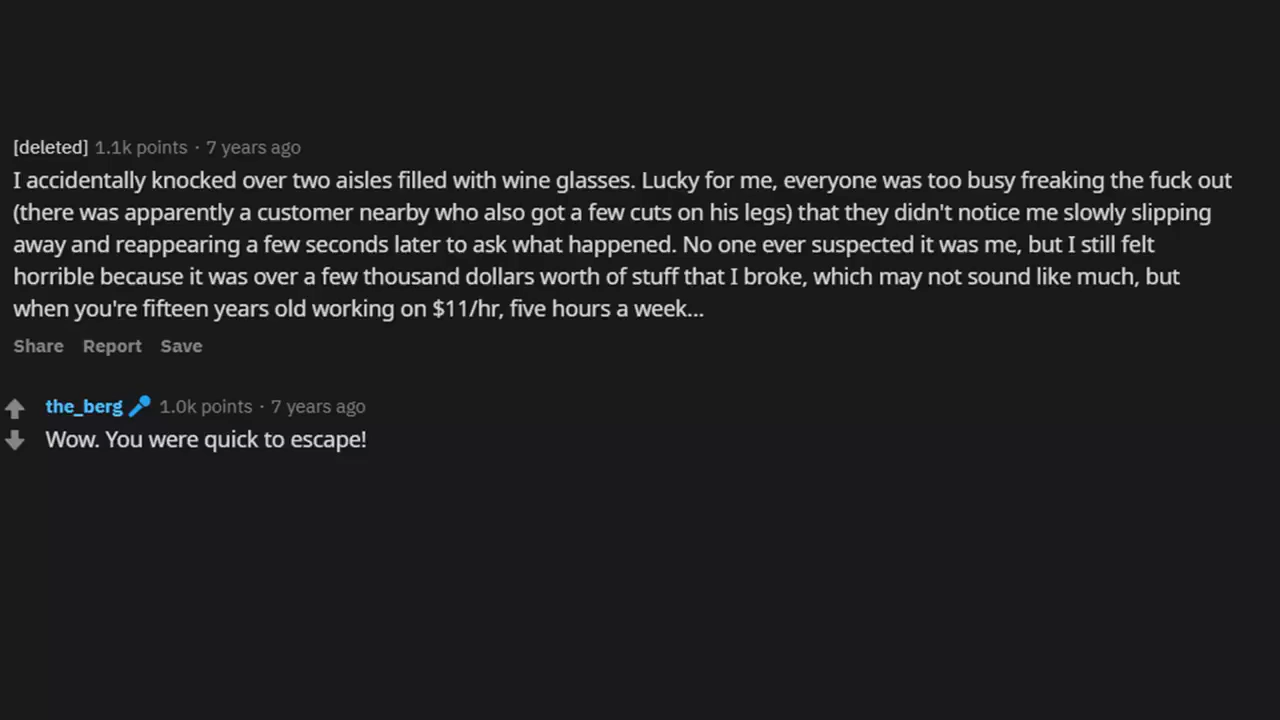 [deleted] 1.1k points · 7 years ago
I accidentally knocked over two aisles filled with wine glasses. Lucky for me, everyone was too busy freaking the fuck out
(there was apparently a customer nearby who also got a few cuts on his legs) that they didn't notice me slowly slipping
away and reappearing a few seconds later to ask what happened. No one ever suspected it was me, but I still felt
horrible because it was over a few thousand dollars worth of stuff that I broke, which may not sound like much, but
when you're fifteen years old working on $11/hr, five hours a week...
Share Report Save
the_berg 1.0k points · 7 years ago
Wow. You were quick to escape!